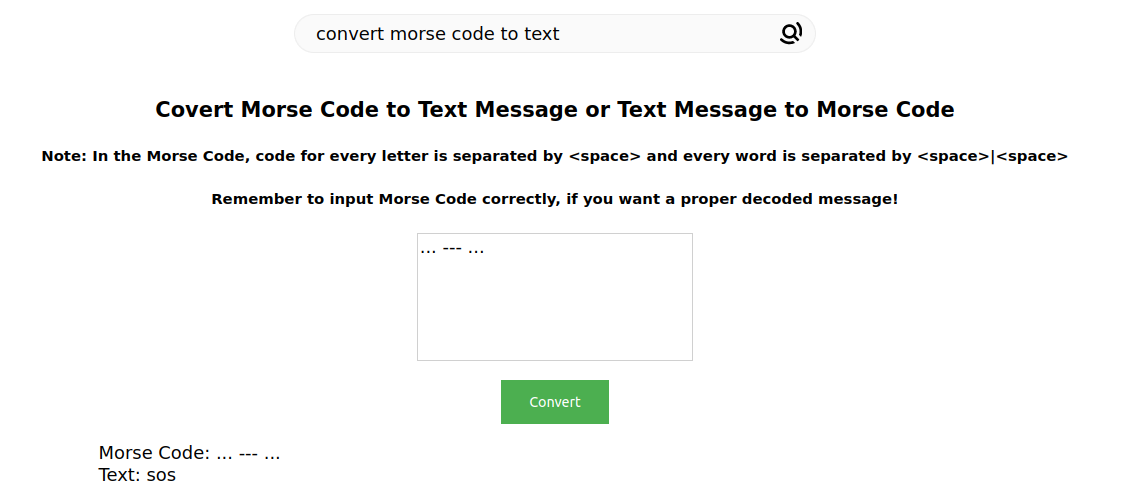 convert morse code to text
Covert Morse Code to Text Message or Text Message to Morse Code
Note: In the Morse Code, code for every letter is separated by <space> and every word is separated by <space>|<space>
Remember to input Morse Code correctly, if you want a proper decoded message!
... --- ...
Convert
Morse Code: ... --- ...
Text: sos